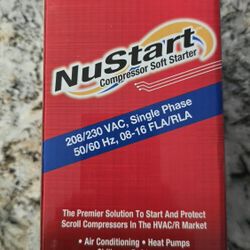 NuStart
Compressor Soft Starter
208/230 VAC, Single Phase
50/60 Hz, 08-16 FLA/RLA
The Premier Solution To Start And Protect
Scroll Compressors In The HVAC/R Market
• Air Conditioning • Heat Pumps